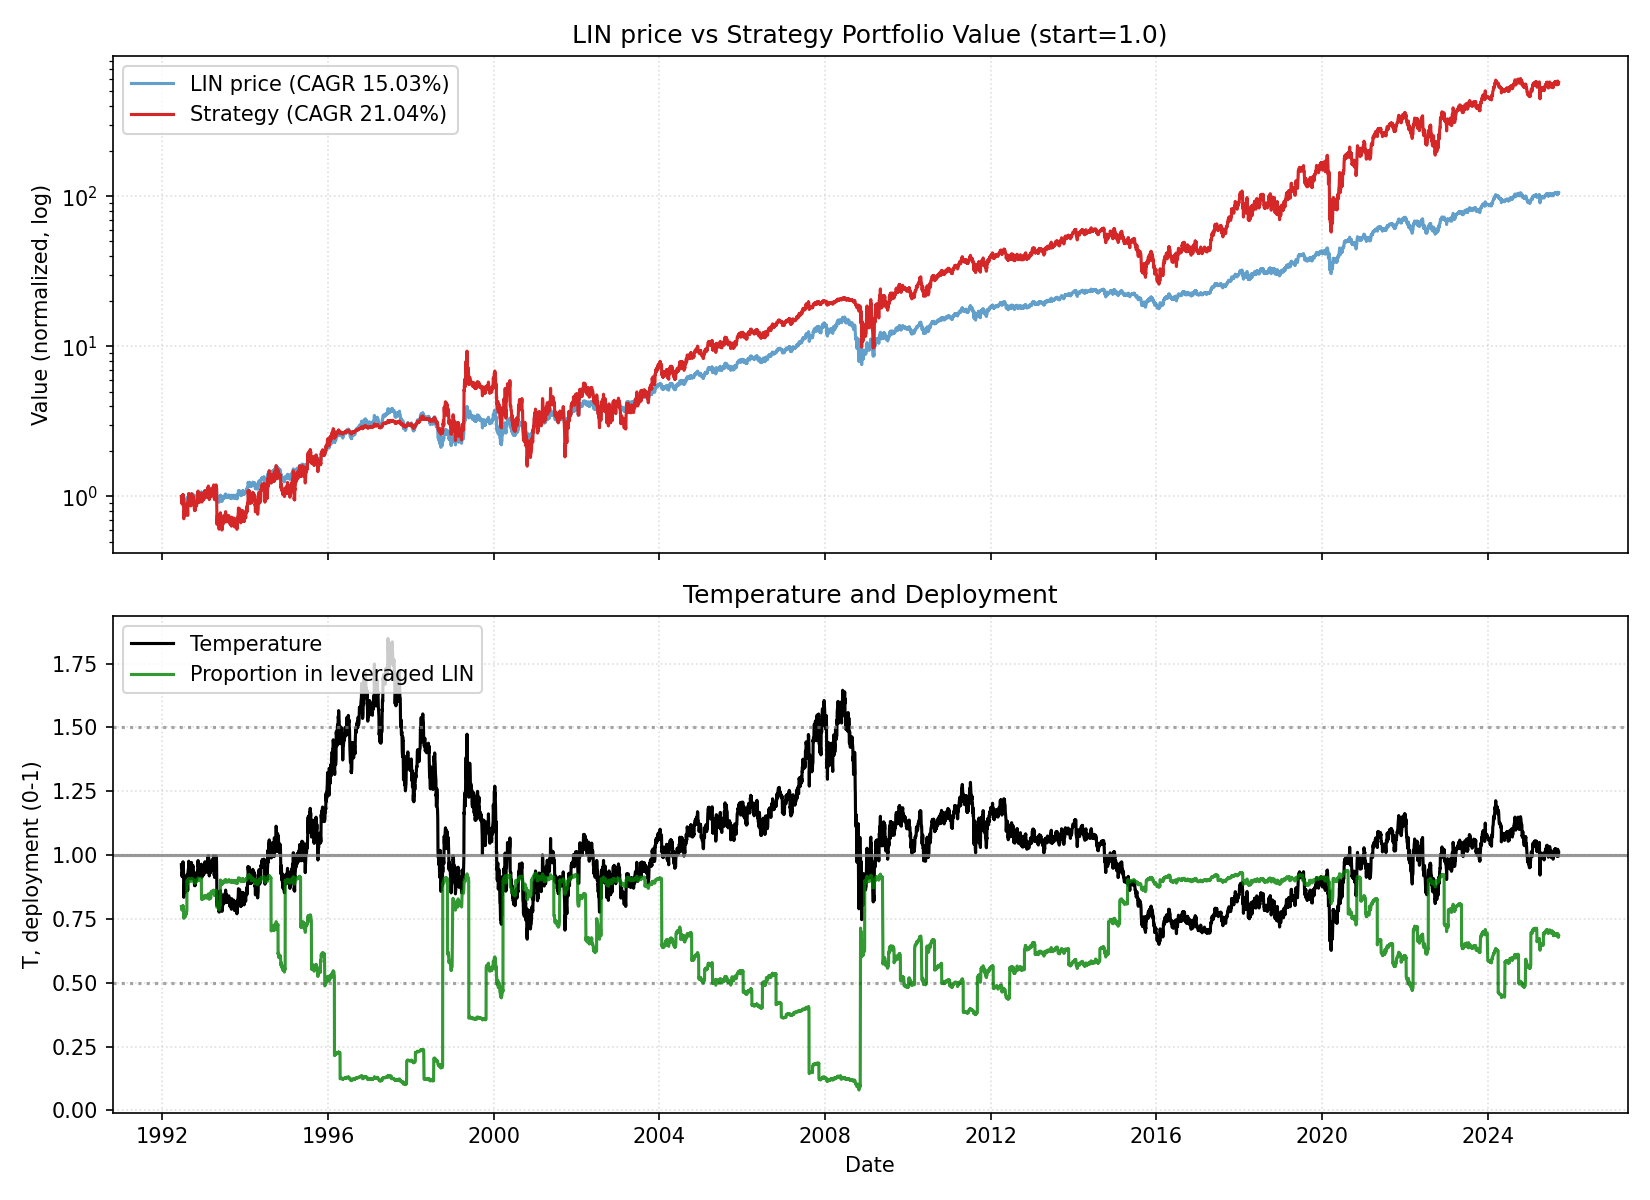 LIN price vs Strategy Portfolio Value (start=1.0)
LIN price (CAGR 15.03%)
Strategy (CAGR 21.04%)
Value (normalized, log)
10²
10¹
10⁰
Temperature and Deployment
Temperature
Proportion in leveraged LIN
T, deployment (0-1)
1.75
1.50
1.25
1.00
0.75
0.50
0.25
0.00
1992 1996 2000 2004 2008 2012 2016 2020 2024
Date